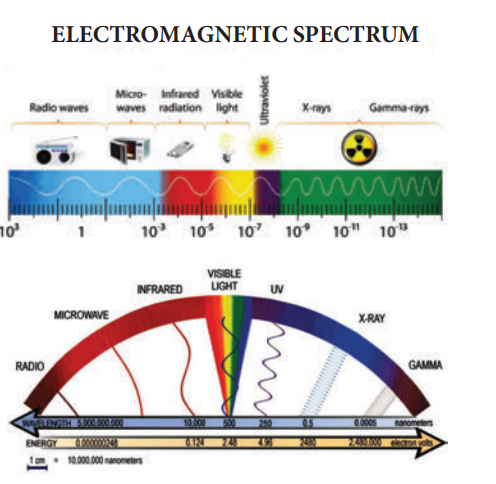 ELECTROMAGNETIC SPECTRUM
Radio waves
Micro-
waves
Infrared
radiation
Visible
light
Ultraviolet
X-rays
Gamma-rays
10³ 1 10⁻³ 10⁻⁵ 10⁻⁷ 10⁻⁹ 10⁻¹¹ 10⁻¹³
RADIO
MICROWAVE
INFRARED
VISIBLE
LIGHT
UV
X-RAY
GAMMA
WAVELENGTH 5,000,000,000 10,000 500 250 0.5 0.0005 nanometers
ENERGY 0.000000248 0.124 2.48 4.96 2480 2,480,000 electron volts
1 cm = 10,000,000 nanometers